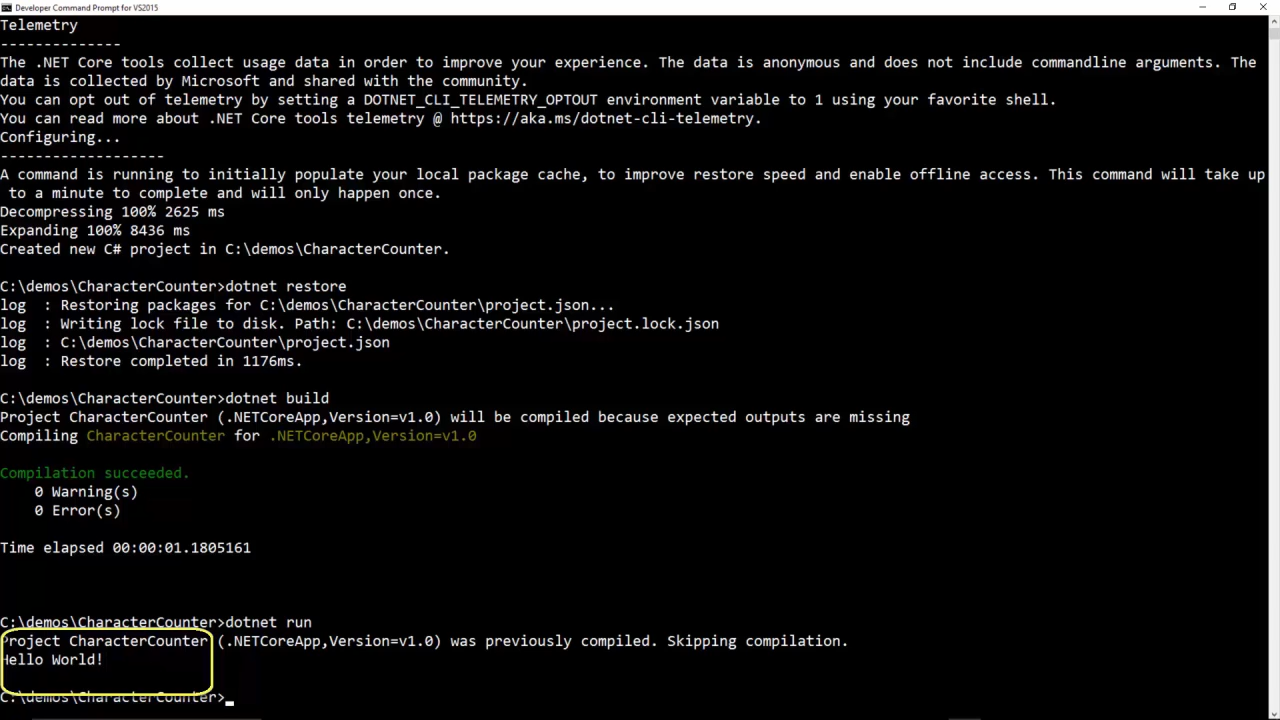 Developer Command Prompt for VS2015
Telemetry
--------------
The .NET Core tools collect usage data in order to improve your experience. The data is anonymous and does not include commandline arguments. The
data is collected by Microsoft and shared with the community.
You can opt out of telemetry by setting a DOTNET_CLI_TELEMETRY_OPTOUT environment variable to 1 using your favorite shell.
You can read more about .NET Core tools telemetry @ https://aka.ms/dotnet-cli-telemetry.
Configuring...
-------------------
A command is running to initially populate your local package cache, to improve restore speed and enable offline access. This command will take up
to a minute to complete and will only happen once.
Decompressing 100% 2625 ms
Expanding 100% 8436 ms
Created new C# project in C:\demos\CharacterCounter.
C:\demos\CharacterCounter>dotnet restore
log  : Restoring packages for C:\demos\CharacterCounter\project.json...
log  : Writing lock file to disk. Path: C:\demos\CharacterCounter\project.lock.json
log  : C:\demos\CharacterCounter\project.json
log  : Restore completed in 1176ms.
C:\demos\CharacterCounter>dotnet build
Project CharacterCounter (.NETCoreApp,Version=v1.0) will be compiled because expected outputs are missing
Compiling CharacterCounter for .NETCoreApp,Version=v1.0
Compilation succeeded.
0 Warning(s)
0 Error(s)
Time elapsed 00:00:01.1805161
C:\demos\CharacterCounter>dotnet run
Project CharacterCounter (.NETCoreApp,Version=v1.0) was previously compiled. Skipping compilation.
Hello World!
C:\demos\CharacterCounter>_